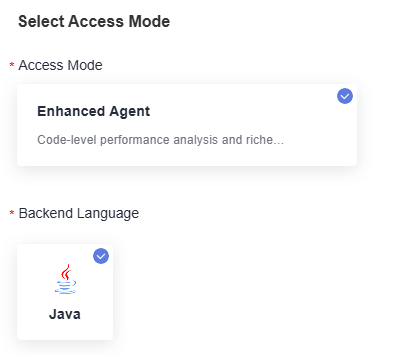 Select Access Mode
* Access Mode
Enhanced Agent
Code-level performance analysis and riche...
* Backend Language
Java